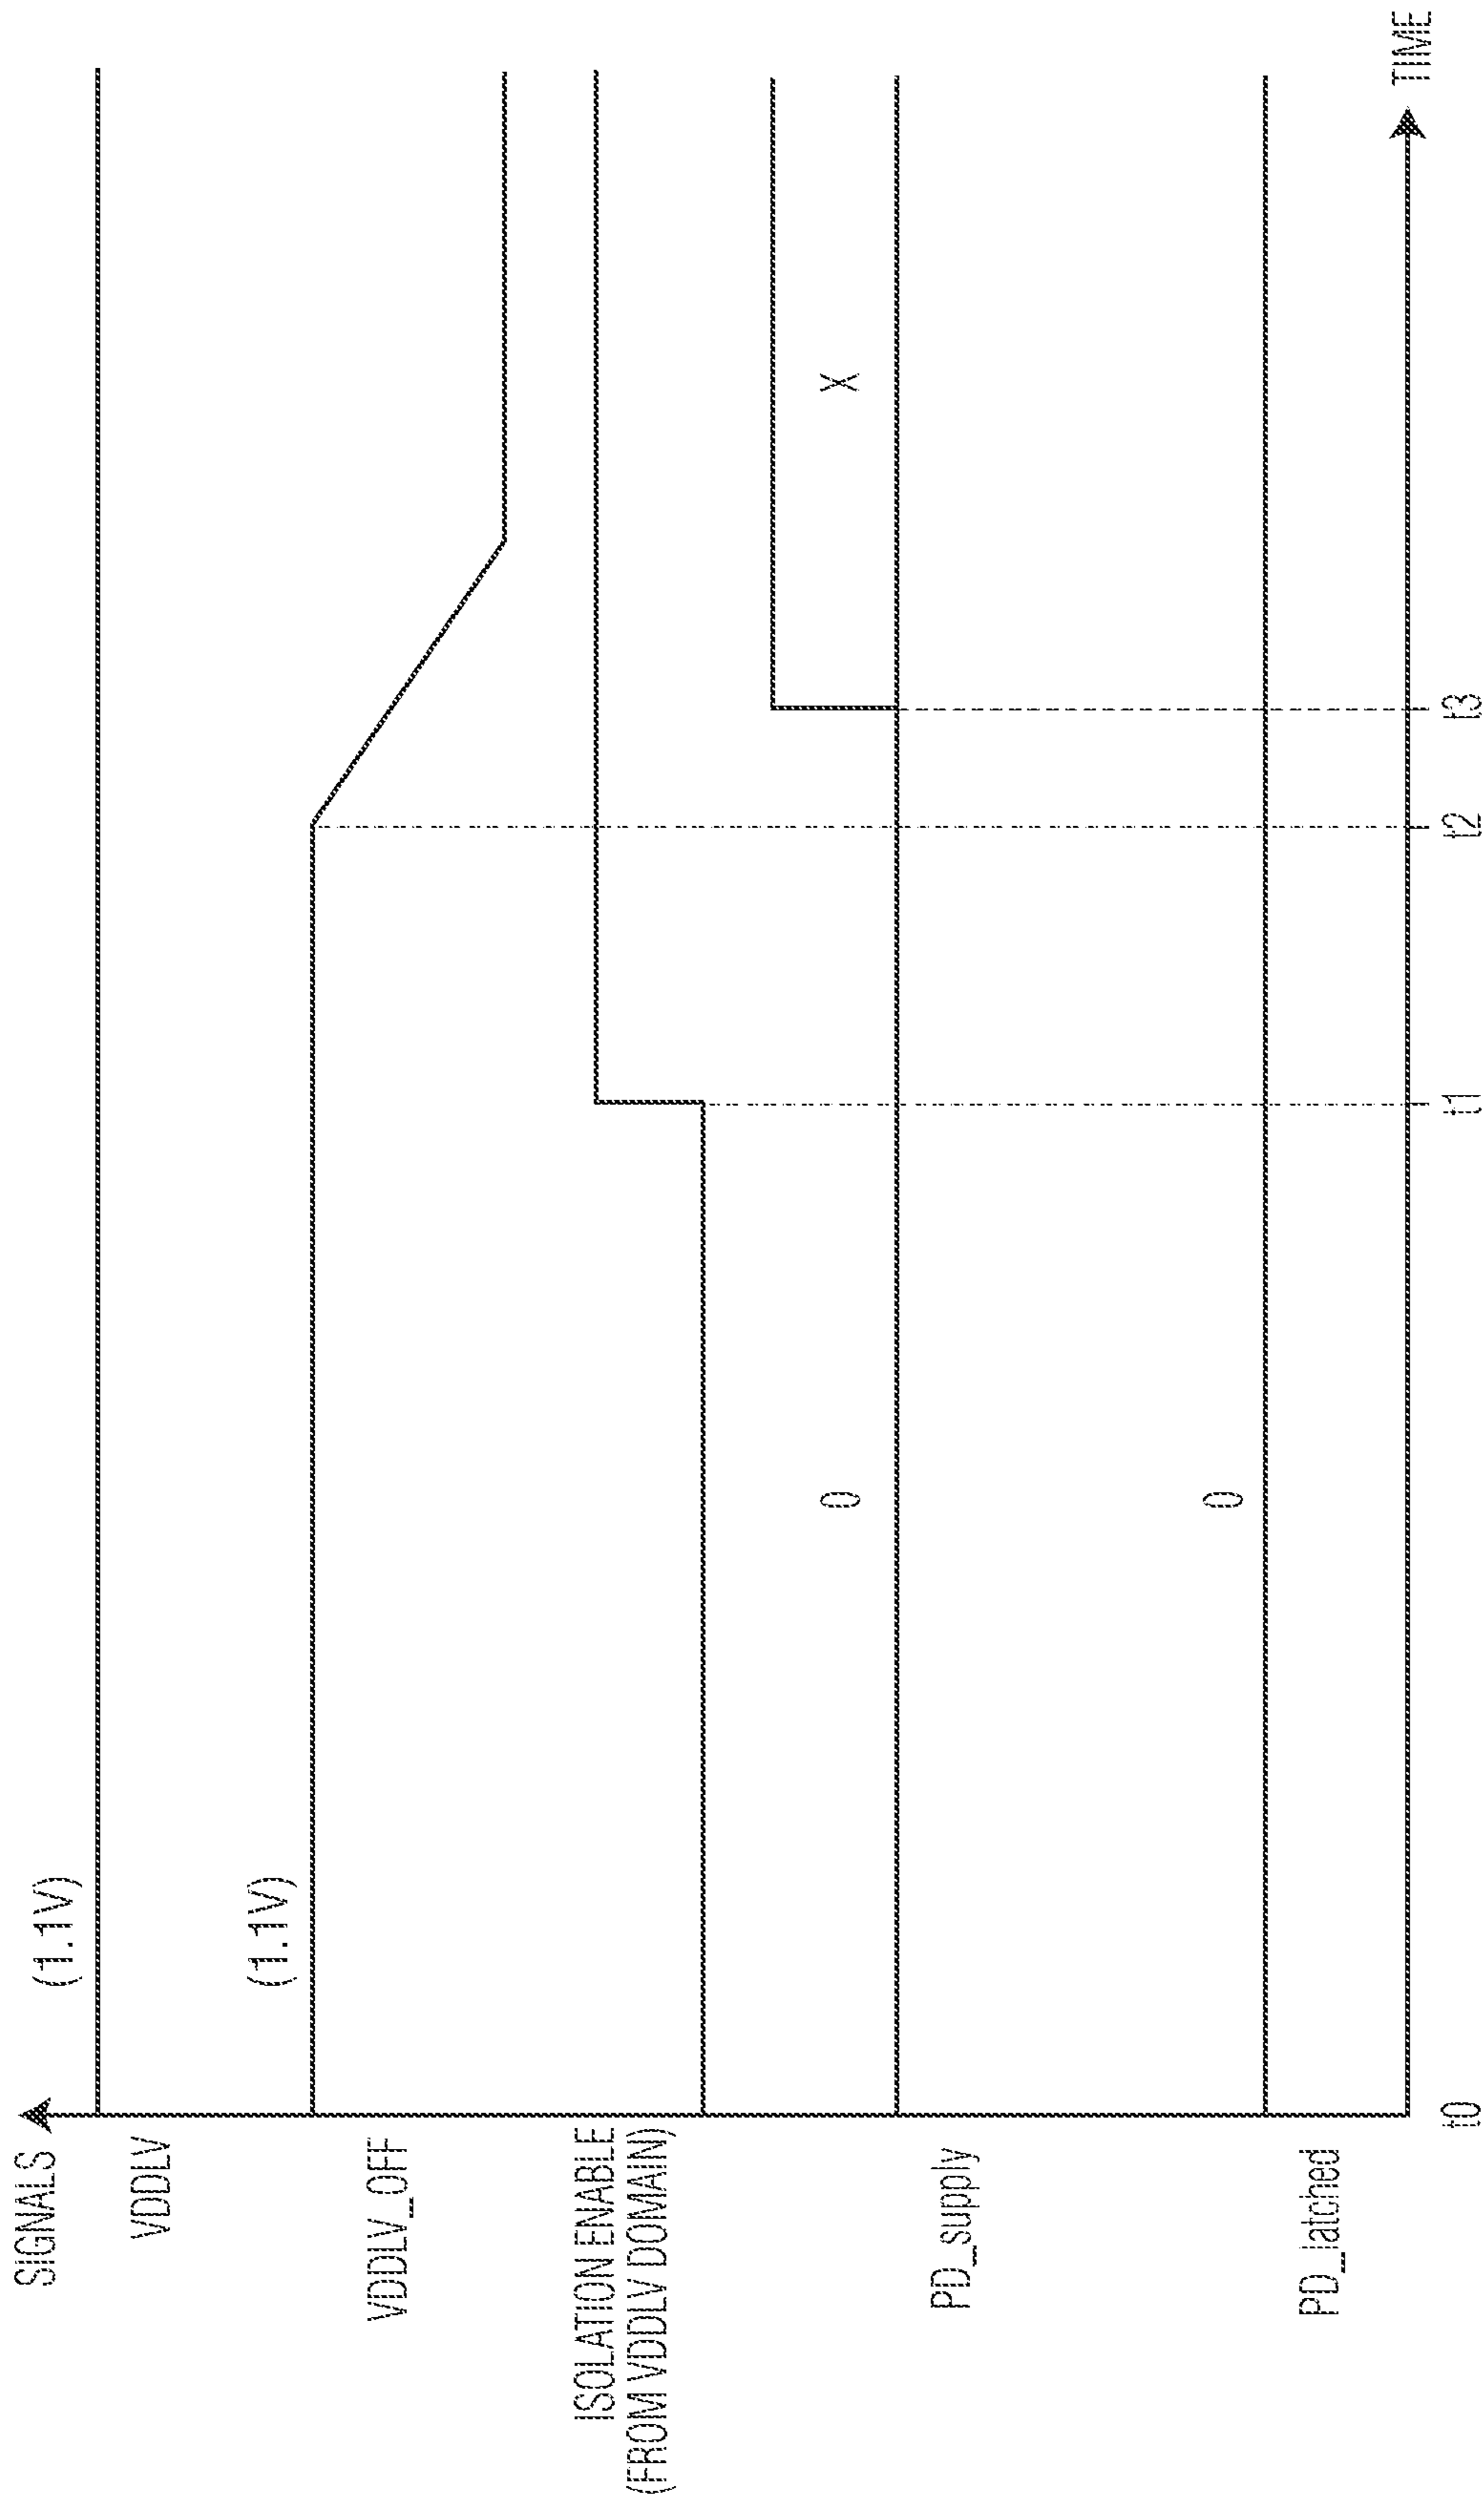 SIGNALS
(1.1V)
VDDLV
(1.1V)
VDDLV_OFF
ISOLATION ENABLE
(FROM VDDLV DOMAIN)
0
X
PD_supply
0
PD_latched
TIME
t0
t1
t2
t3